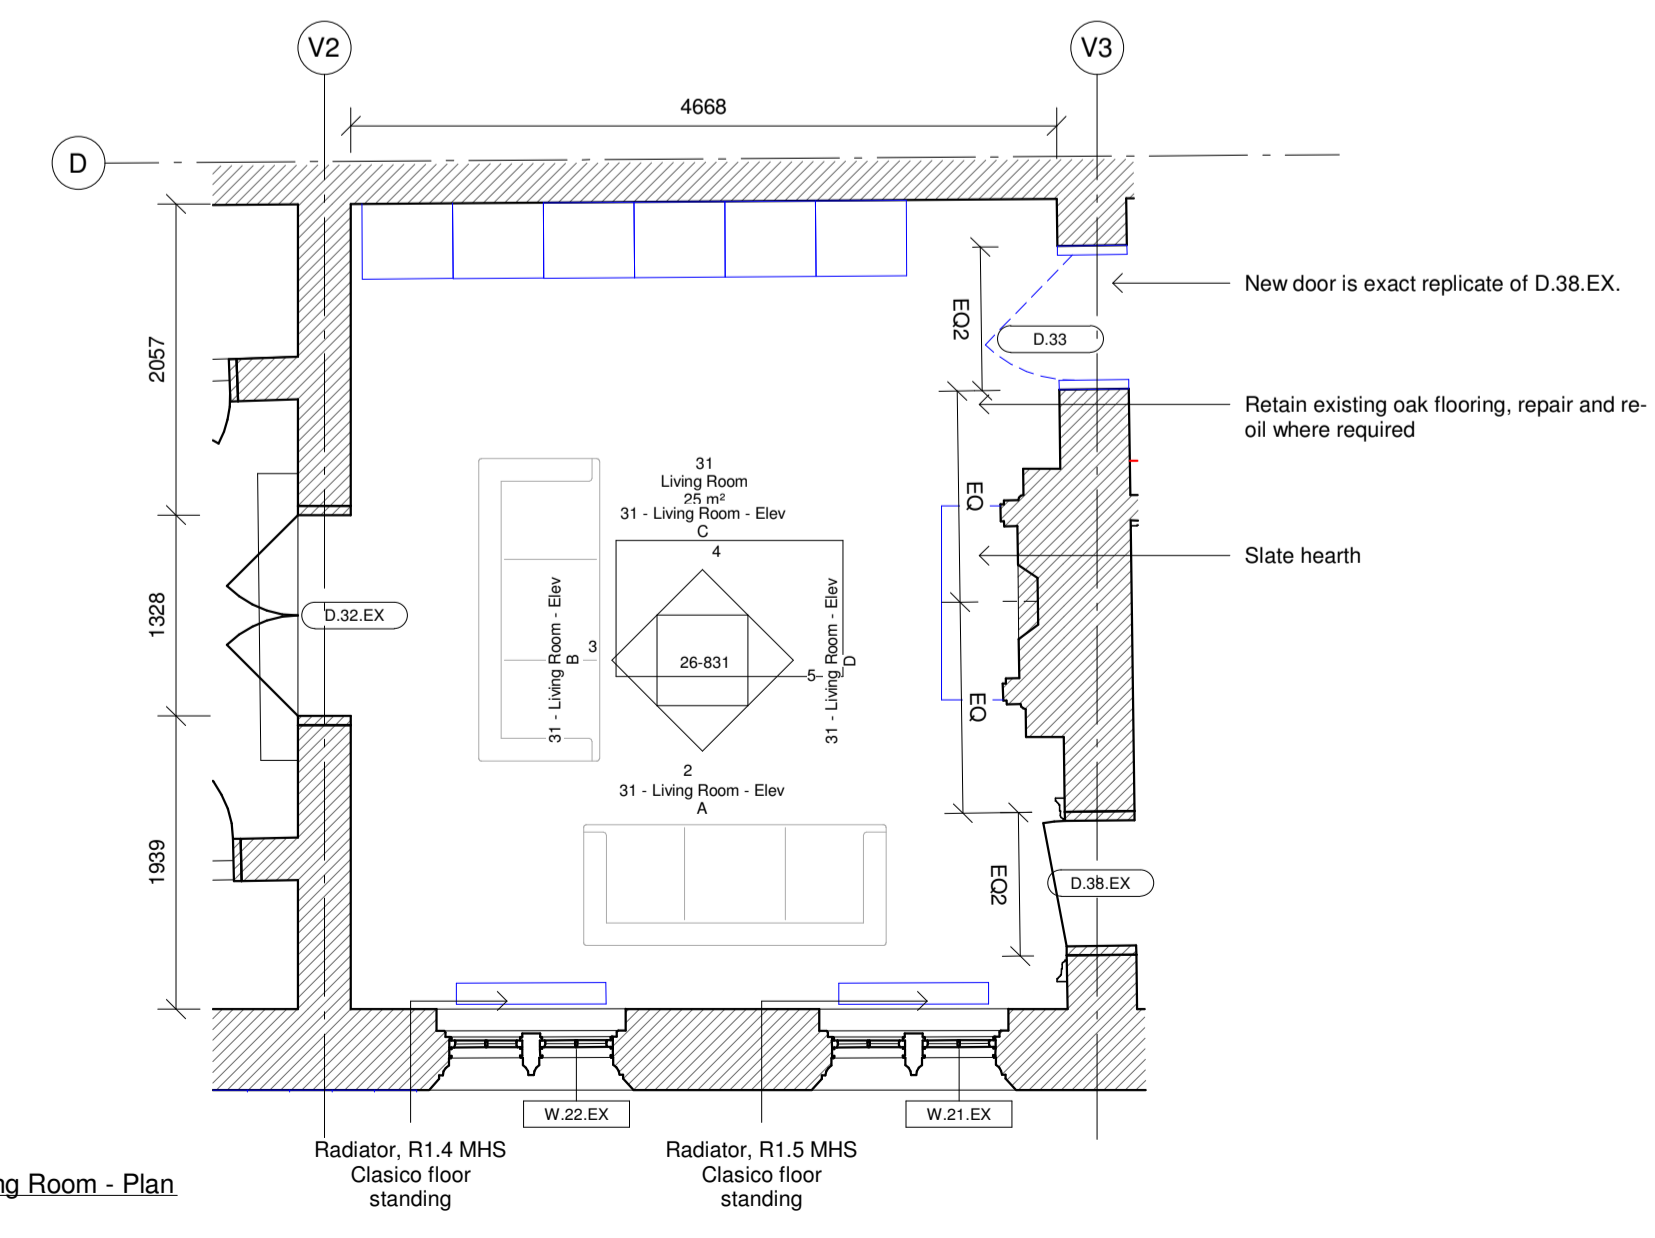 V2
V3
4668
D
New door is exact replicate of D.38.EX.
EQ2
D.33
2057
Retain existing oak flooring, repair and re-
oil where required
31
Living Room
25 m²
31 - Living Room - Elev
C
4
EQ
Slate hearth
1328
D.32.EX
31 - Living Room - Elev
B
3
26-831
5
31 - Living Room - Elev
D
EQ
2
31 - Living Room - Elev
A
1939
EQ2
D.38.EX
W.22.EX
W.21.EX
Radiator, R1.4 MHS
Clasico floor
standing
Radiator, R1.5 MHS
Clasico floor
standing
ng Room - Plan